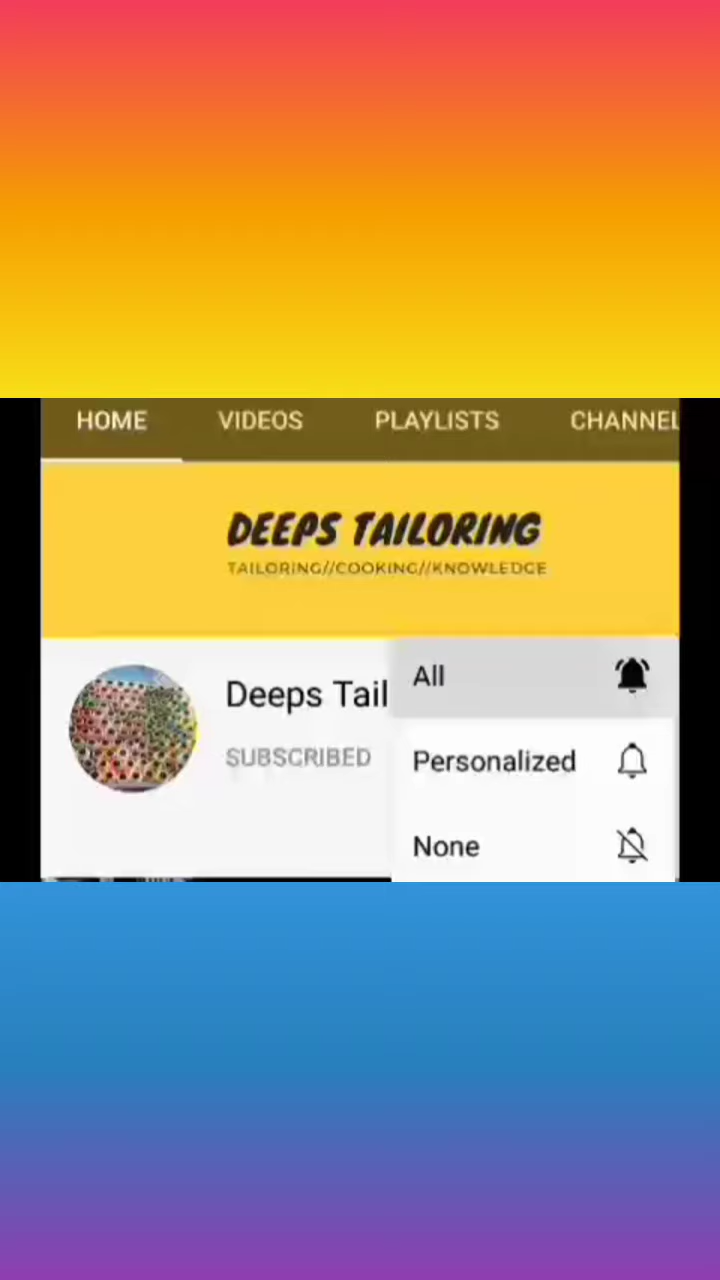 HOME VIDEOS PLAYLISTS CHANNEL
DEEPS TAILORING
TAILORING//COOKING//KNOWLEDGE
Deeps Tail
SUBSCRIBED
All
Personalized
None